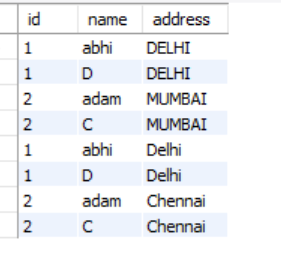 id name address
1 abhi DELHI
1 D DELHI
2 adam MUMBAI
2 C MUMBAI
1 abhi Delhi
1 D Delhi
2 adam Chennai
2 C Chennai